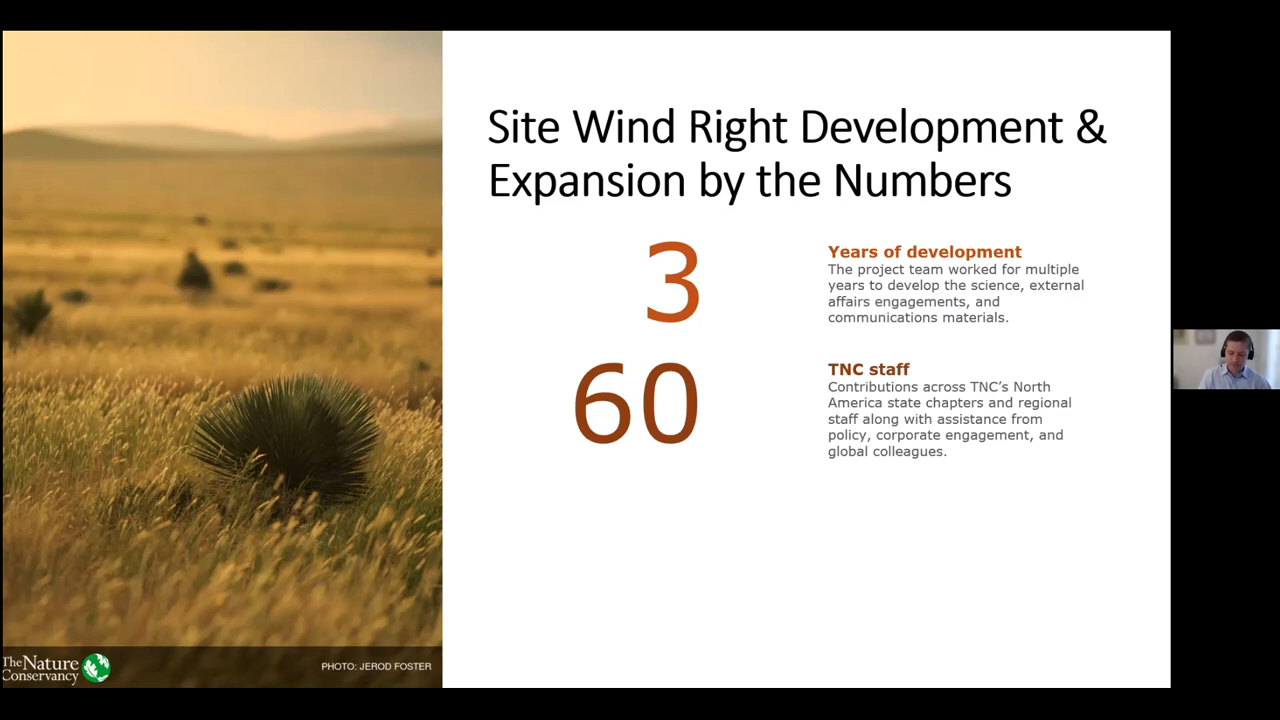 Site Wind Right Development &
Expansion by the Numbers
3
Years of development
The project team worked for multiple
years to develop the science, external
affairs engagements, and
communications materials.
60
TNC staff
Contributions across TNC’s North
America state chapters and regional
staff along with assistance from
policy, corporate engagement, and
global colleagues.
The Nature
Conservancy
PHOTO: JEROD FOSTER